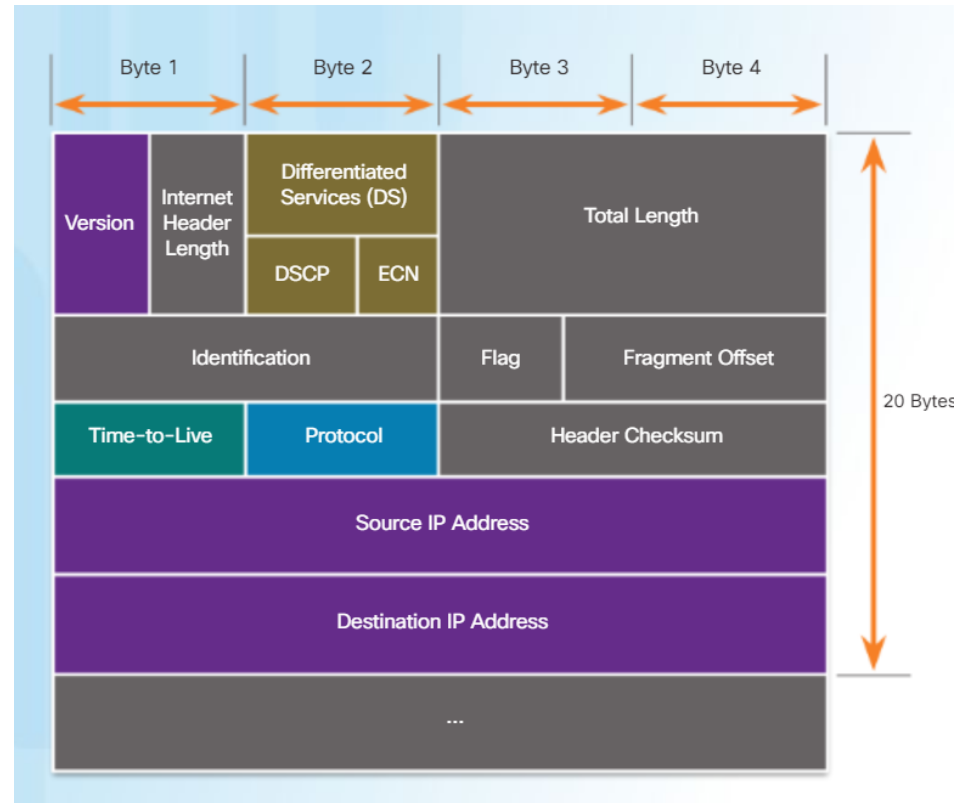 Byte 1
Byte 2
Byte 3
Byte 4
Version
Internet
Header
Length
Differentiated
Services (DS)
DSCP
ECN
Total Length
Identification
Flag
Fragment Offset
20 Bytes
Time-to-Live
Protocol
Header Checksum
Source IP Address
Destination IP Address
...